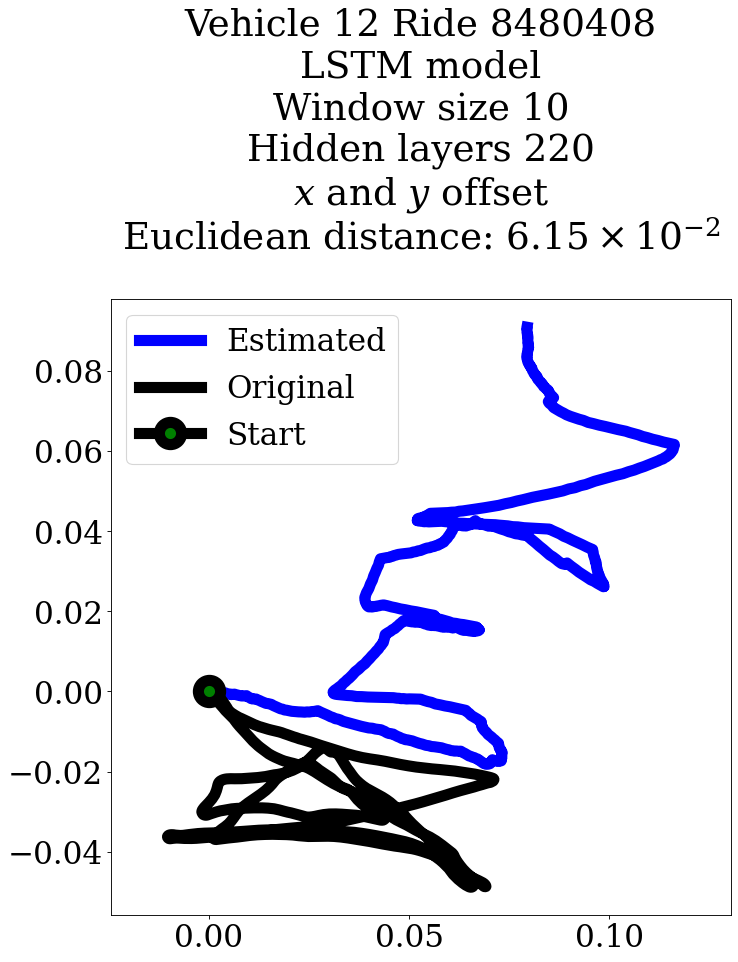 Vehicle 12 Ride 8480408
LSTM model
Window size 10
Hidden layers 220
x and y offset
Euclidean distance: 6.15 × 10⁻²
Estimated
Original
Start
0.08
0.06
0.04
0.02
0.00
−0.02
−0.04
0.00 0.05 0.10